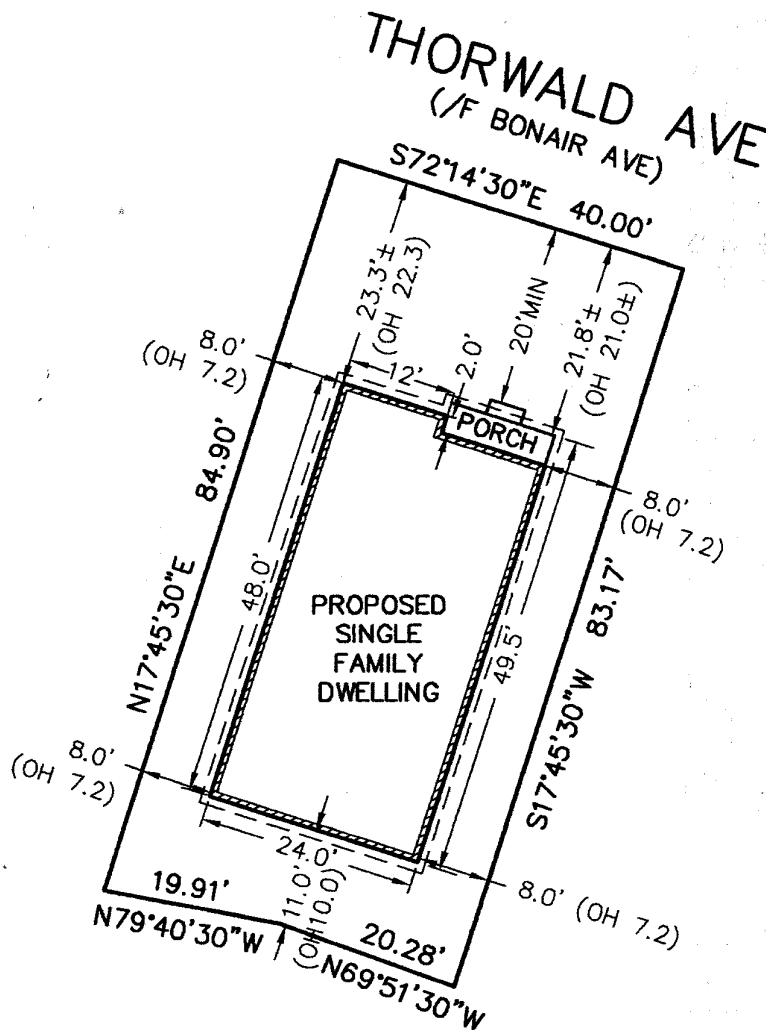 THORWALD AVE
(/F BONAIR AVE)
S72°14'30"E 40.00'
23.3'±
(OH 22.3)
20'MIN
21.8'±
(OH 21.0±)
8.0'
(OH 7.2)
12'
2.0'
PORCH
8.0'
(OH 7.2)
N17°45'30"E 84.90'
48.0'
PROPOSED
SINGLE
FAMILY
DWELLING
49.5'
S17°45'30"W 83.17'
8.0'
(OH 7.2)
24.0'
11.0'
(OH10.0)
8.0' (OH 7.2)
19.91'
N79°40'30"W
20.28'
N69°51'30"W